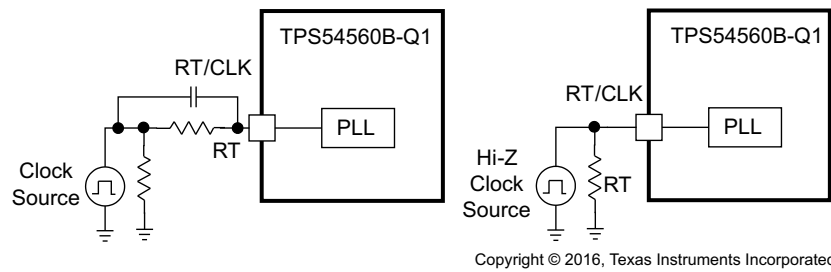 TPS54560B-Q1
RT/CLK
PLL
RT
Clock
Source
TPS54560B-Q1
RT/CLK
PLL
Hi-Z
Clock
Source
RT
Copyright © 2016, Texas Instruments Incorporated